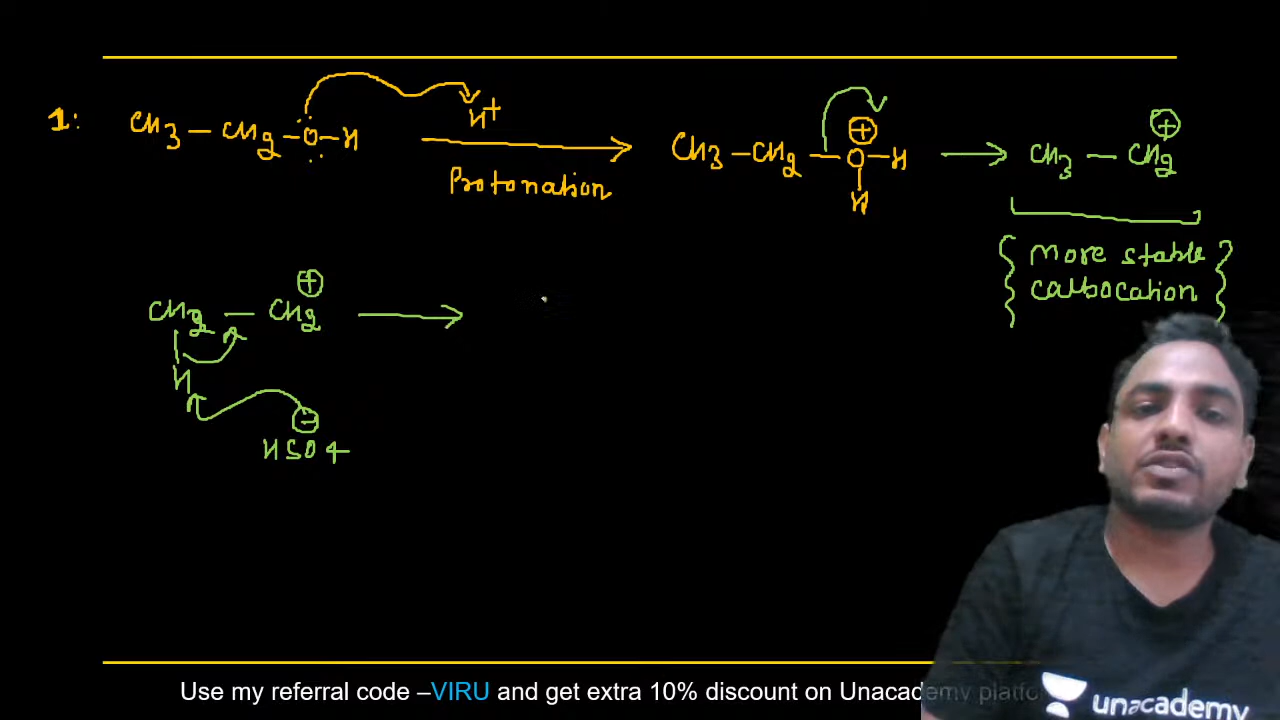 1: CH3 — CH2 — O — H H+ CH3 — CH2 — O — H CH3 — CH2
Protonation H
More stable
carbocation
CH2 — CH2
H
HSO4
Use my referral code –VIRU and get extra 10% discount on Unacademy
unacademy